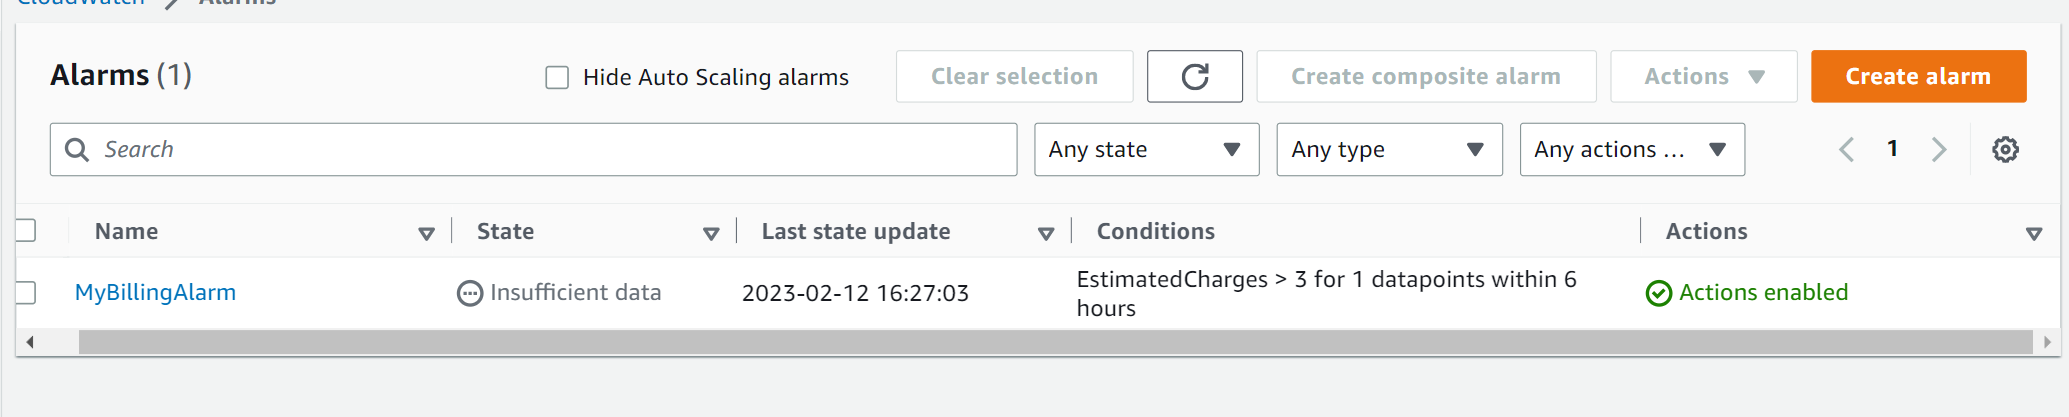 CloudWatch > Alarms
Alarms (1)
Hide Auto Scaling alarms
Clear selection
Create composite alarm
Actions
Create alarm
Search
Any state
Any type
Any actions ...
1
Name State Last state update Conditions Actions
MyBillingAlarm Insufficient data 2023-02-12 16:27:03 EstimatedCharges > 3 for 1 datapoints within 6
hours
Actions enabled